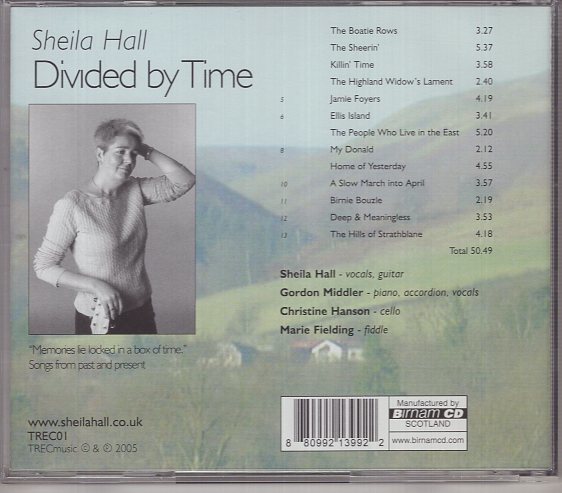 Sheila Hall
Divided by Time
The Boatie Rows 3.27
The Sheerin' 5.37
Killin' Time 3.58
The Highland Widow's Lament 2.40
5 Jamie Foyers 4.19
6 Ellis Island 3.41
The People Who Live in the East 5.20
8 My Donald 2.12
Home of Yesterday 4.55
10 A Slow March into April 3.57
11 Birnie Bouzle 2.19
12 Deep & Meaningless 3.53
13 The Hills of Strathblane 4.18
Total 50.49
Sheila Hall - vocals, guitar
Gordon Middler - piano, accordion, vocals
Christine Hanson - cello
Marie Fielding - fiddle
"Memories lie locked in a box of time."
Songs from past and present
www.sheilahall.co.uk
TREC01
TRECmusic © & ℗ 2005
8 80992 13992 2
Manufactured by
Birnam CD
SCOTLAND
www.birnamcd.com